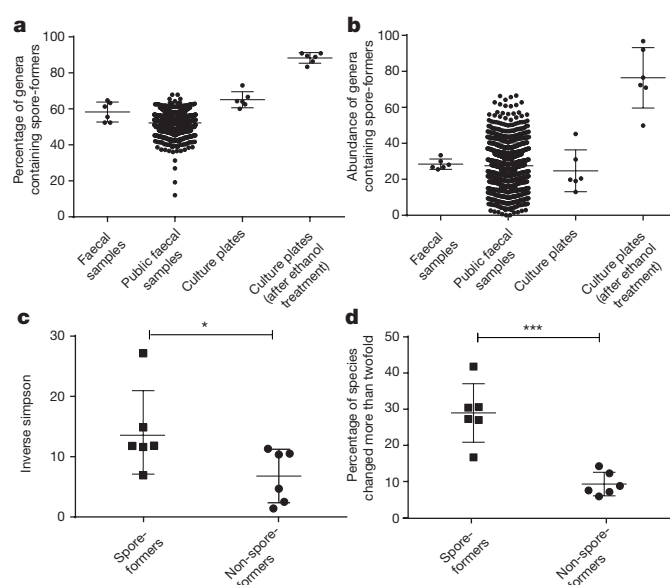 a
b
100
80
60
40
20
0
Percentage of genera
containing spore-formers
Faecal
samples
Public faecal
samples
Culture plates
Culture plates
(after ethanol
treatment)
100
80
60
40
20
0
Abundance of genera
containing spore-formers
Faecal
samples
Public faecal
samples
Culture plates
Culture plates
(after ethanol
treatment)
c
d
30
20
10
0
Inverse simpson
*
Spore-
formers
Non-spore-
formers
50
40
30
20
10
0
Percentage of species
changed more than twofold
***
Spore-
formers
Non-spore-
formers